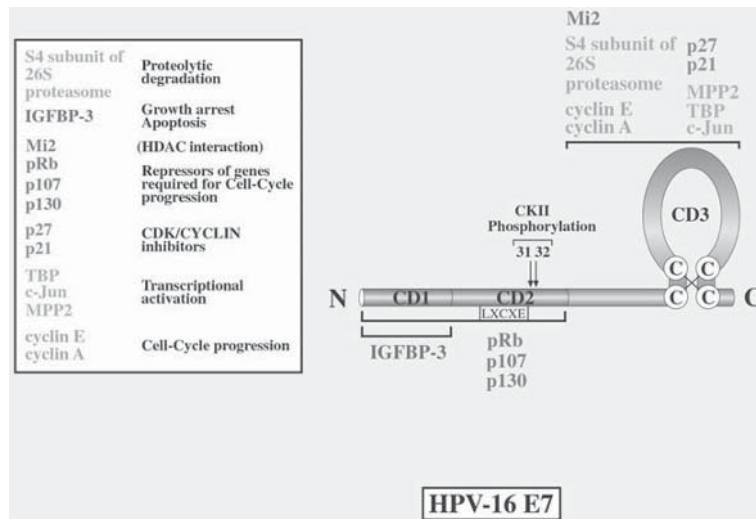 S4 subunit of
26S
proteasome
Proteolytic
degradation
IGFBP-3
Growth arrest
Apoptosis
Mi2
(HDAC interaction)
pRb
p107
p130
Repressors of genes
required for Cell-Cycle
progression
p27
p21
CDK/CYCLIN
inhibitors
TBP
c-Jun
MPP2
Transcriptional
activation
cyclin E
cyclin A
Cell-Cycle progression
Mi2
S4 subunit of
26S
proteasome
cyclin E
cyclin A
p27
p21
MPP2
TBP
c-Jun
CD3
CKII
Phosphorylation
31 32
C C
C C
N
CD1
CD2
C
LXCXE
IGFBP-3
pRb
p107
p130
HPV-16 E7